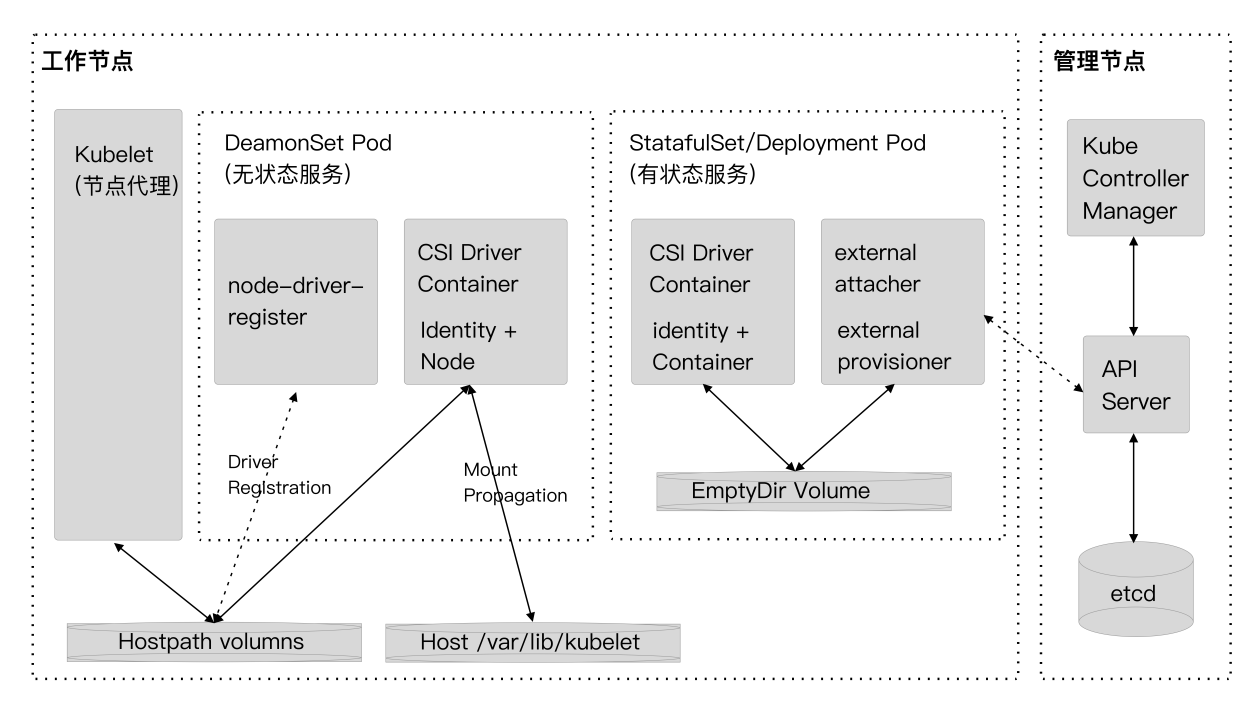 工作节点
管理节点
Kubelet
(节点代理)
DeamonSet Pod
(无状态服务)
StatafulSet/Deployment Pod
(有状态服务)
Kube
Controller
Manager
node-driver-
register
CSI Driver
Container
Identity +
Node
CSI Driver
Container
identity +
Container
external
attacher
external
provisioner
API
Server
Driver
Registration
Mount
Propagation
EmptyDir Volume
etcd
Hostpath volumns
Host /var/lib/kubelet